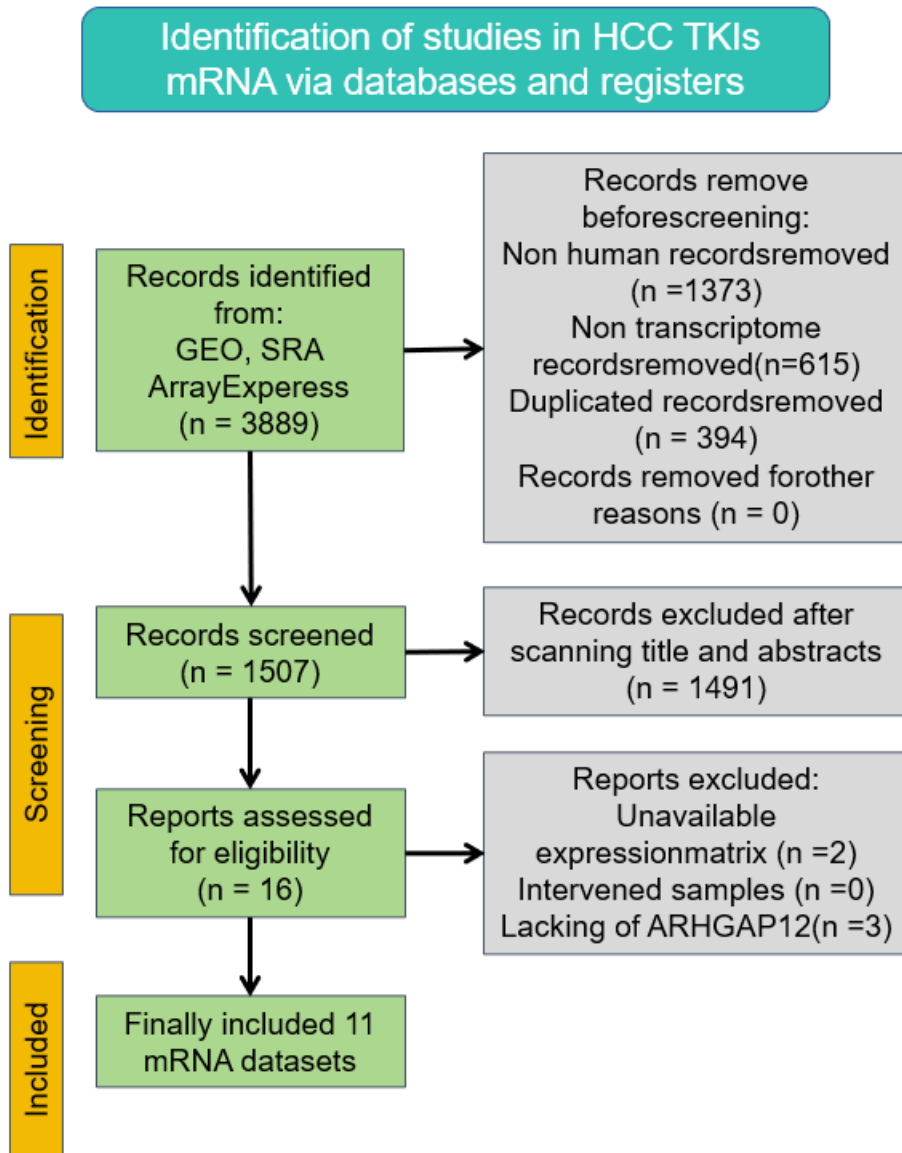 Identification of studies in HCC TKIs
mRNA via databases and registers
Identification
Records identified
from:
GEO, SRA
ArrayExperess
(n = 3889)
Records remove
beforescreening:
Non human recordsremoved
(n =1373)
Non transcriptome
recordsremoved(n=615)
Duplicated recordsremoved
(n = 394)
Records removed forother
reasons (n = 0)
Screening
Records screened
(n = 1507)
Records excluded after
scanning title and abstracts
(n = 1491)
Reports assessed
for eligibility
(n = 16)
Reports excluded:
Unavailable
expressionmatrix (n =2)
Intervened samples (n =0)
Lacking of ARHGAP12(n =3)
Included
Finally included 11
mRNA datasets